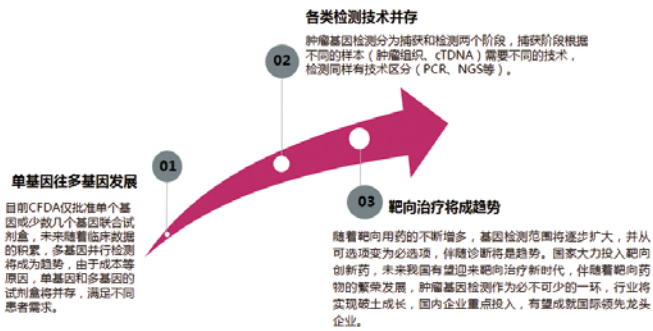 各类检测技术并存
肿瘤基因检测分为捕获和检测两个阶段，捕获阶段根据
不同的样本（肿瘤组织、cTDNA）需要不同的技术，
检测同样有技术区分（PCR、NGS等）。
02
01
单基因往多基因发展
目前CFDA仅批准单个基
因或少数几个基因联合试
剂盒，未来随着临床数据
的积累，多基因并行检测
将成为趋势，由于成本等
原因，单基因和多基因的
试剂盒将并存，满足不同
患者需求。
03
靶向治疗将成趋势
随着靶向用药的不断增多，基因检测范围将逐步扩大，并从
可选项变为必选项，伴随诊断将是趋势。国家大力投入靶向
创新药，未来我国有望迎来靶向治疗新时代，伴随着靶向药
物的繁荣发展，肿瘤基因检测作为必不可少的一环，行业将
实现破土成长，国内企业重点投入，有望成就国际领先龙头
企业。